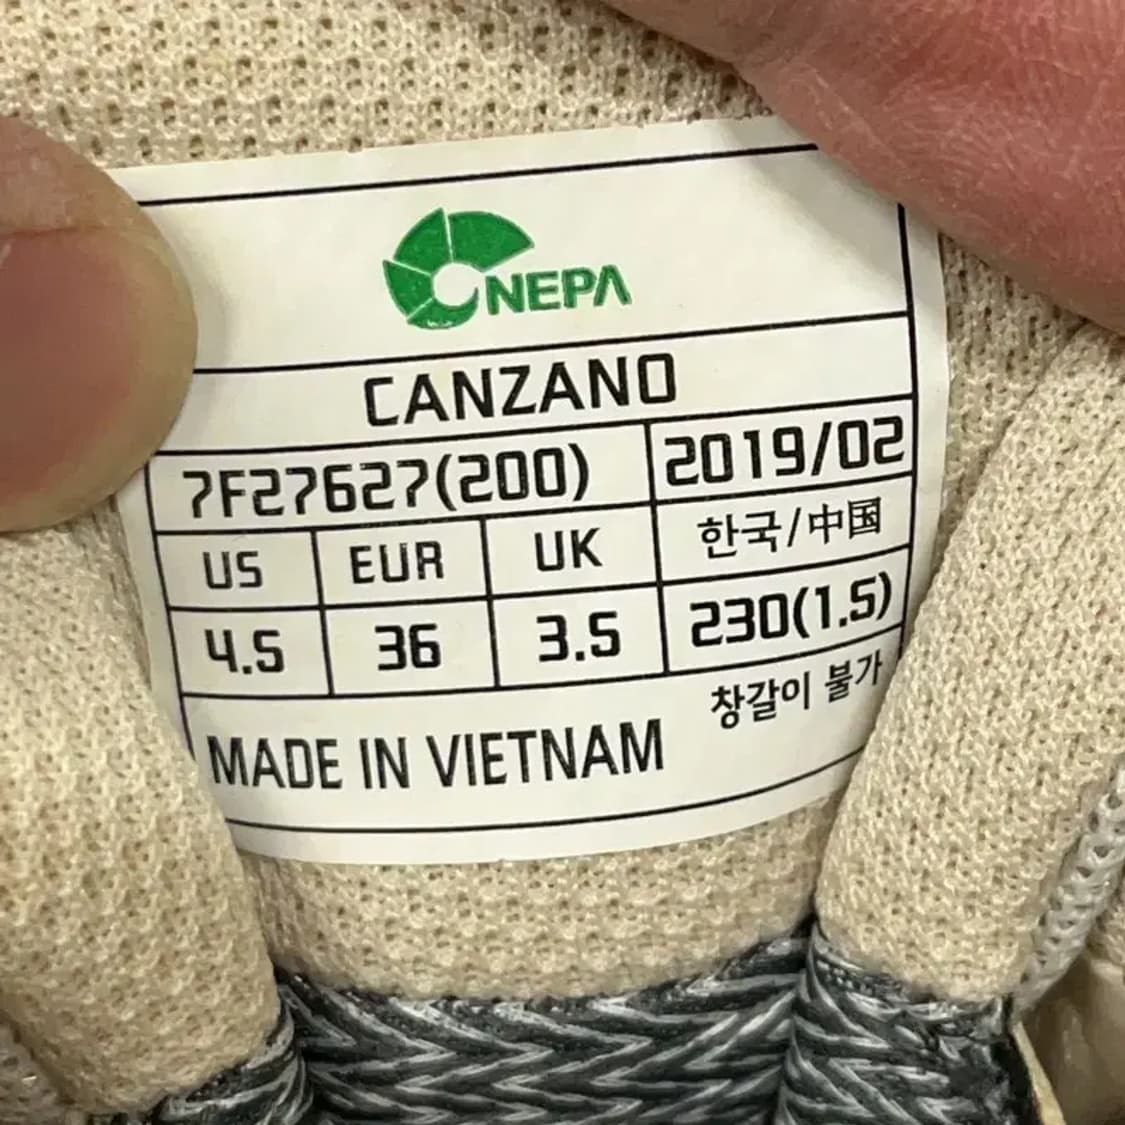 NEPA
CANZANO
7F27627(200) 2019/02
US EUR UK 한국/中国
4.5 36 3.5 230(1.5)
창갈이 불가
MADE IN VIETNAM